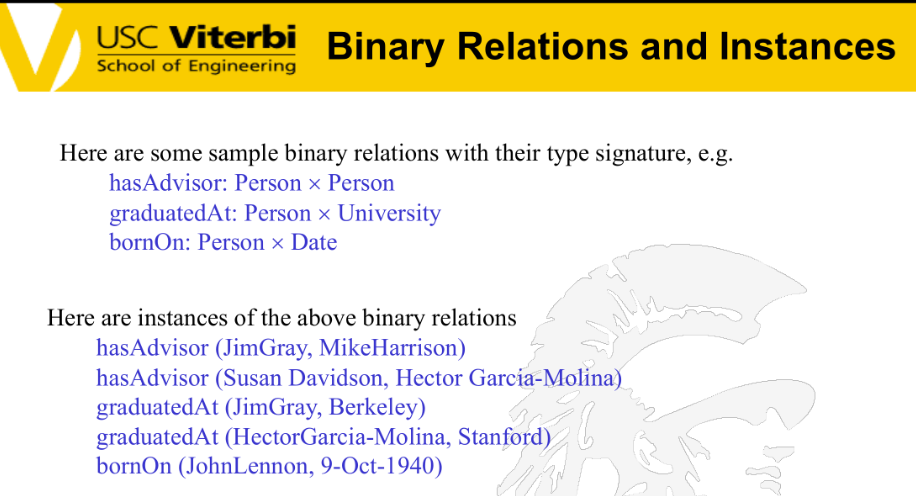 USC Viterbi
School of Engineering
Binary Relations and Instances
Here are some sample binary relations with their type signature, e.g.
hasAdvisor: Person × Person
graduatedAt: Person × University
bornOn: Person × Date
Here are instances of the above binary relations
hasAdvisor (JimGray, MikeHarrison)
hasAdvisor (Susan Davidson, Hector Garcia-Molina)
graduatedAt (JimGray, Berkeley)
graduatedAt (HectorGarcia-Molina, Stanford)
bornOn (JohnLennon, 9-Oct-1940)